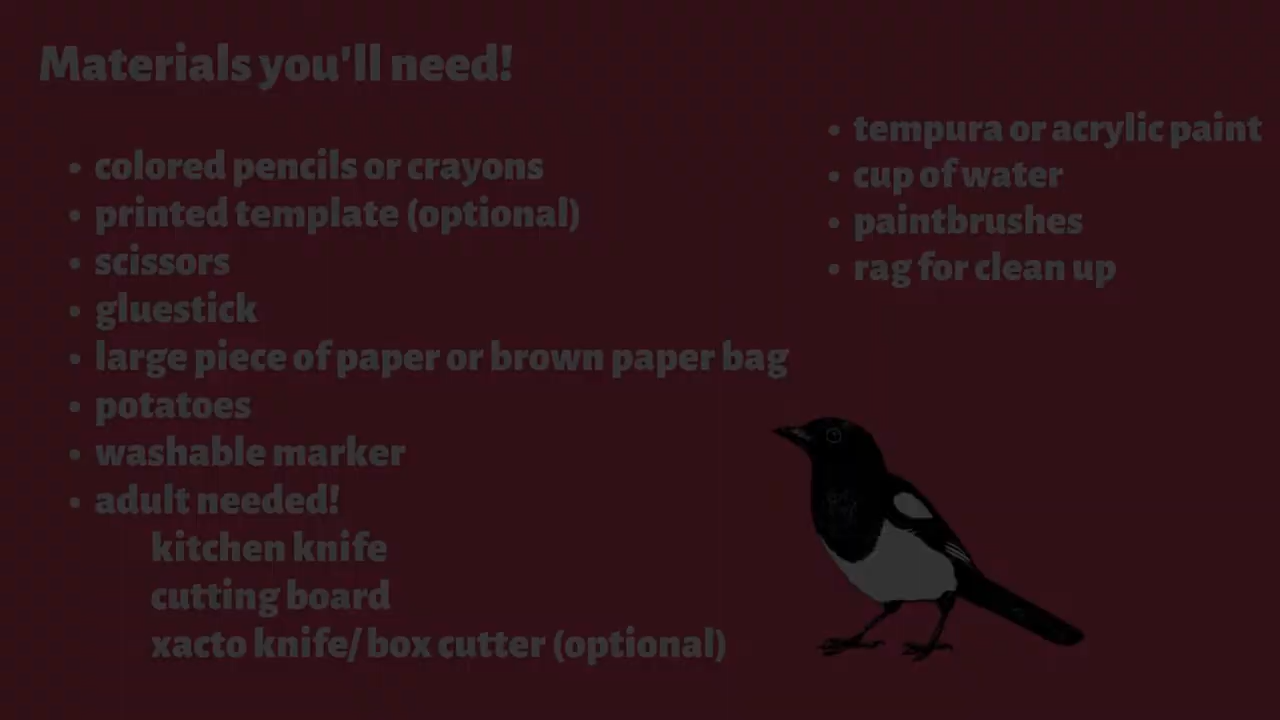 Materials you'll need!
• colored pencils or crayons
• printed template (optional)
• scissors
• gluestick
• large piece of paper or brown paper bag
• potatoes
• washable marker
• adult needed!
kitchen knife
cutting board
xacto knife/ box cutter (optional)
• tempura or acrylic paint
• cup of water
• paintbrushes
• rag for clean up